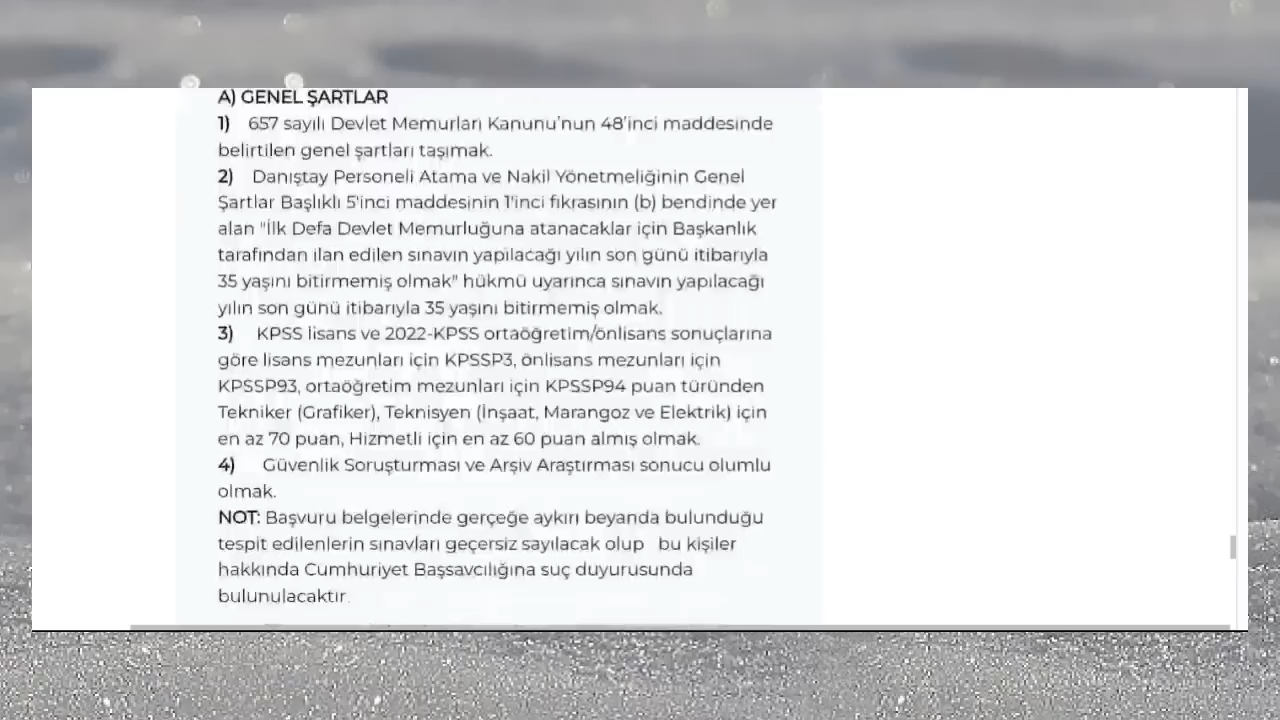 A) GENEL ŞARTLAR
1) 657 sayılı Devlet Memurları Kanunu'nun 48'inci maddesinde
belirtilen genel şartları taşımak.
2) Danıştay Personeli Atama ve Nakil Yönetmeliğinin Genel
Şartlar Başlıklı 5'inci maddesinin 1'inci fıkrasının (b) bendinde yer
alan "İlk Defa Devlet Memurluğuna atanacaklar için Başkanlık
tarafından ilan edilen sınavın yapılacağı yılın son günü itibarıyla
35 yaşını bitirmemiş olmak" hükmü uyarınca sınavın yapılacağı
yılın son günü itibarıyla 35 yaşını bitirmemiş olmak.
3) KPSS lisans ve 2022-KPSS ortaöğretim/önlisans sonuçlarına
göre lisans mezunları için KPSSP3, önlisans mezunları için
KPSSP93, ortaöğretim mezunları için KPSSP94 puan türünden
Tekniker (Grafiker), Teknisyen (İnşaat, Marangoz ve Elektrik) için
en az 70 puan, Hizmetli için en az 60 puan almış olmak.
4) Güvenlik Soruşturması ve Arşiv Araştırması sonucu olumlu
olmak.
NOT: Başvuru belgelerinde gerçeğe aykırı beyanda bulunduğu
tespit edilenlerin sınavları geçersiz sayılacak olup bu kişiler
hakkında Cumhuriyet Başsavcılığına suç duyurusunda
bulunulacaktır.